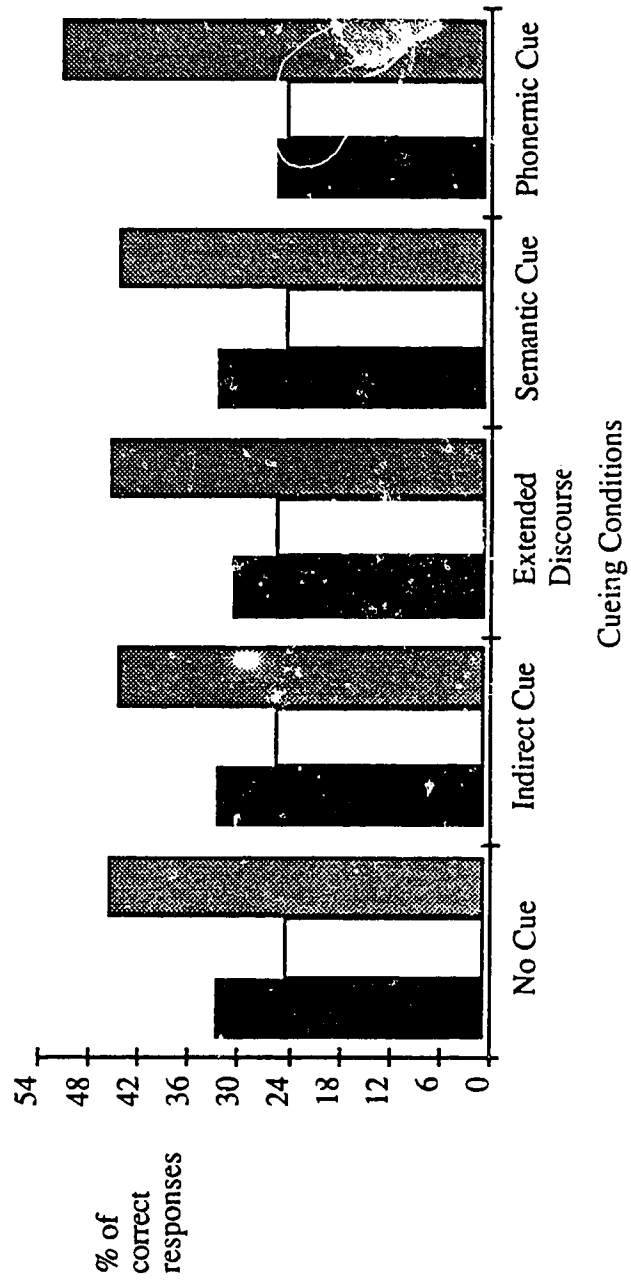 % of
correct
responses
54
48
42
36
30
24
18
12
6
0
No Cue
Indirect Cue
Extended
Discourse
Semantic Cue
Phonemic Cue
Cueing Conditions